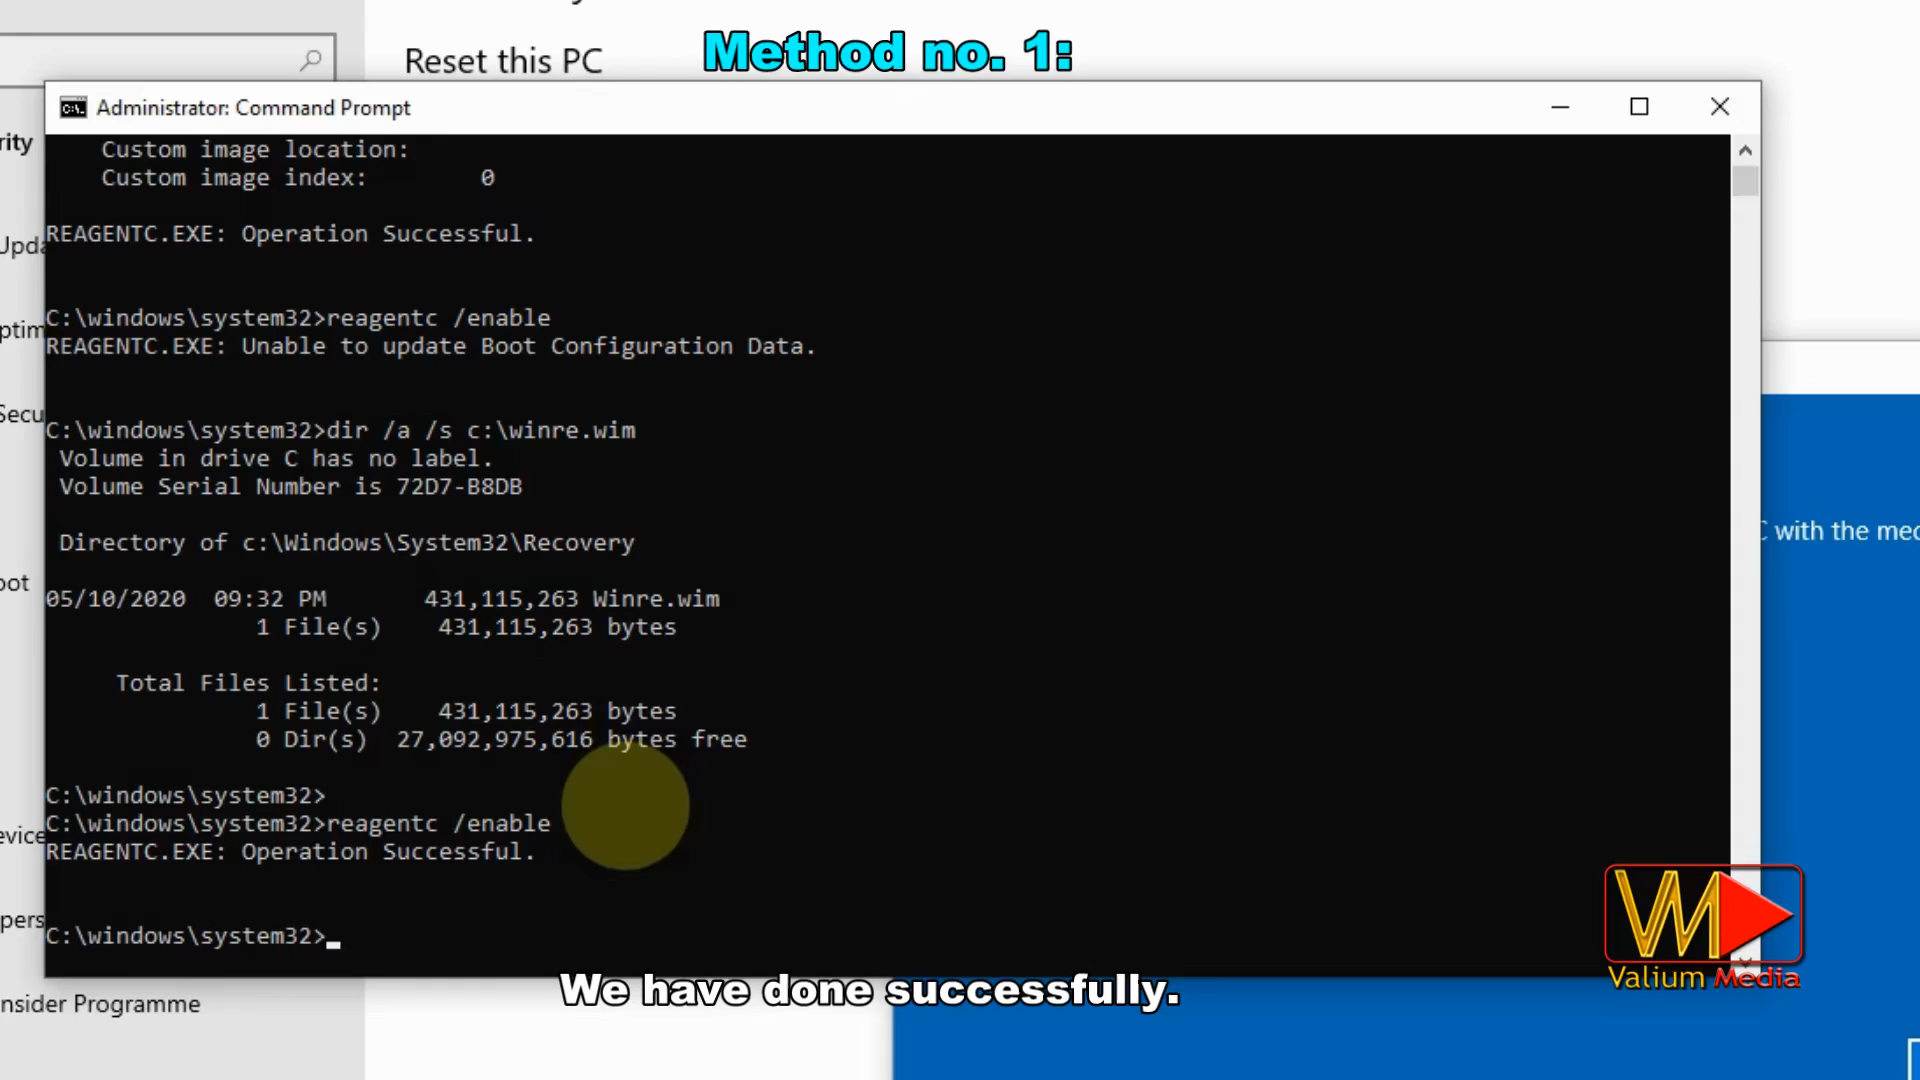 Reset this PC
Method no. 1:
Administrator: Command Prompt
rity
Custom image location:
Custom image index: 0
Upda
REAGENTC.EXE: Operation Successful.
ptim
C:\windows\system32>reagentc /enable
REAGENTC.EXE: Unable to update Boot Configuration Data.
Secu
C:\windows\system32>dir /a /s c:\winre.wim
Volume in drive C has no label.
Volume Serial Number is 72D7-B8DB
C with the med
Directory of c:\Windows\System32\Recovery
oot
05/10/2020 09:32 PM 431,115,263 Winre.wim
1 File(s) 431,115,263 bytes
Total Files Listed:
1 File(s) 431,115,263 bytes
0 Dir(s) 27,092,975,616 bytes free
C:\windows\system32>
evice
C:\windows\system32>reagentc /enable
REAGENTC.EXE: Operation Successful.
pers
C:\windows\system32>
VM
Valium Media
We have done successfully.
nsider Programme